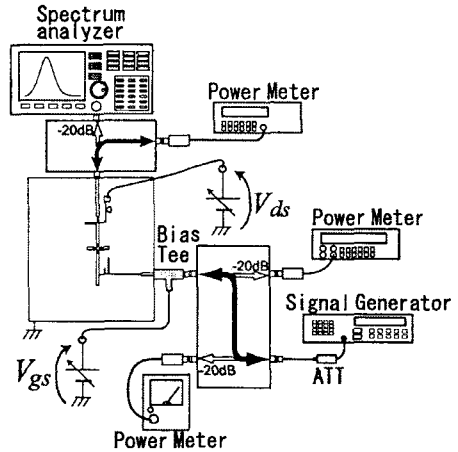 Spectrum
analyzer
-20dB
Power Meter
Vds
Power Meter
Bias
Tee
-20dB
Signal Generator
Vgs
-20dB
ATT
Power Meter